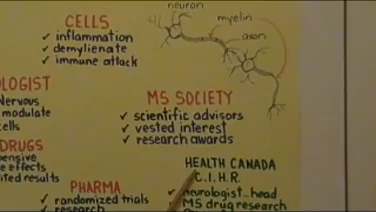 neuron
myelin
axon
CELLS
✓ inflammation
✓ demylienate
✓ immune attack
OLOGIST
Nervous
modulate
cells
MS SOCIETY
✓ scientific advisors
✓ vested interest
✓ research awards
DRUGS
ensive
e effects
ited results
HEALTH CANADA
C.I.H.R.
✓ neurologist..head
MS drug research
PHARMA
✓ randomized trials
✓ research